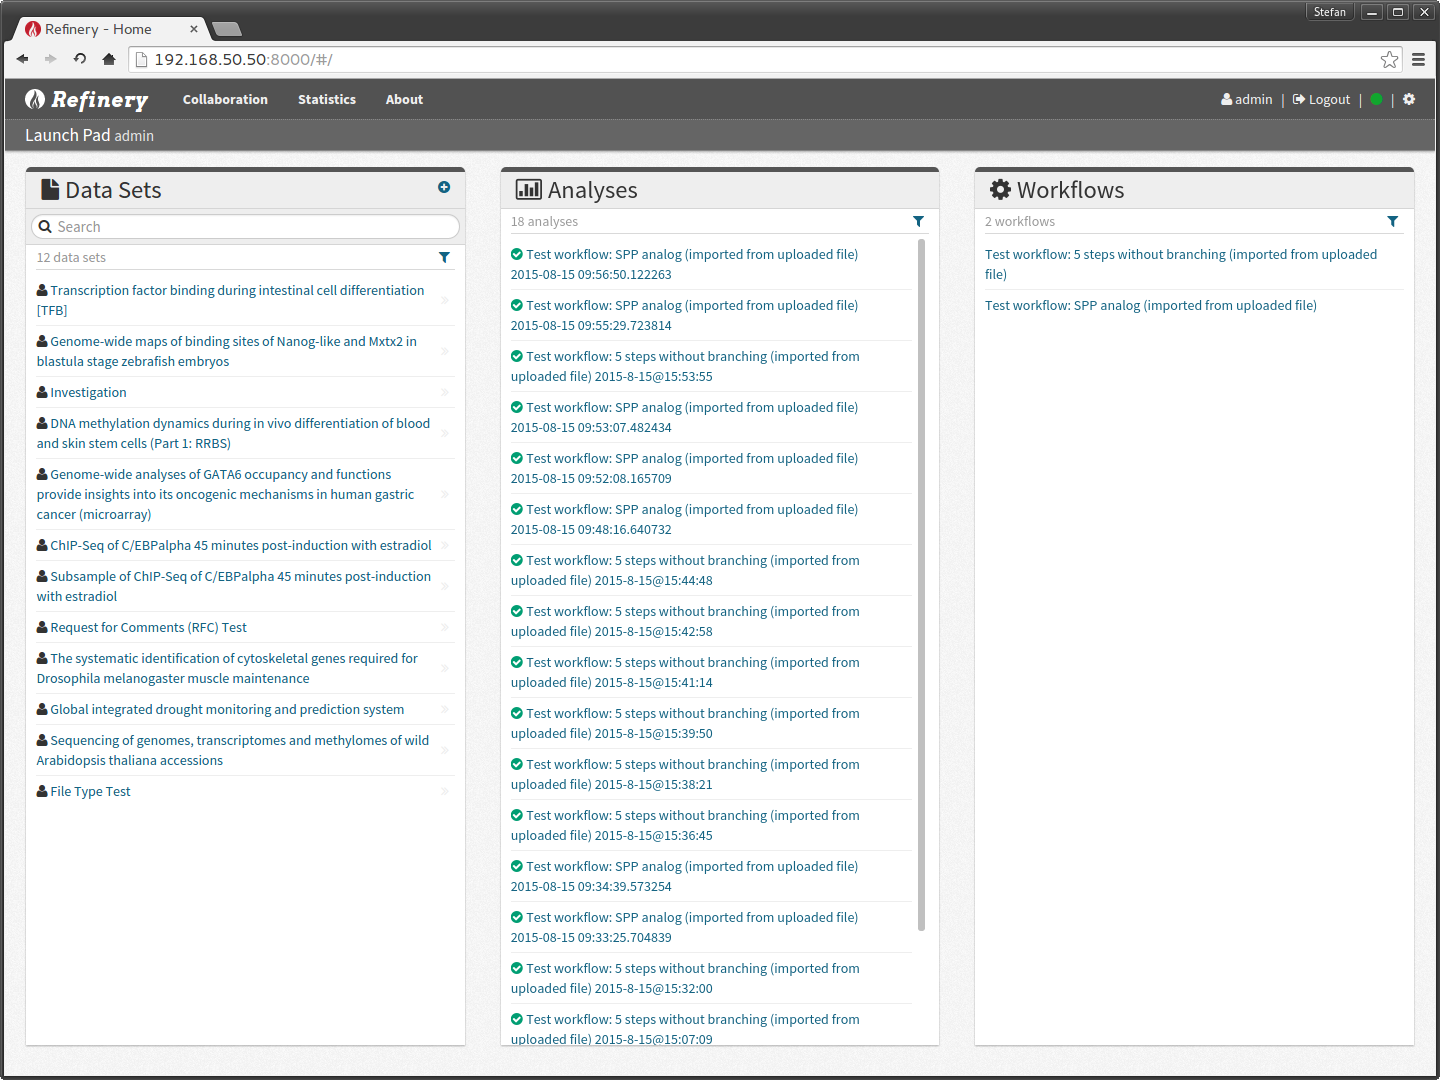 Stefan
Refinery - Home
192.168.50.50:8000/#/
Refinery
Collaboration
Statistics
About
admin | Logout | |
Launch Pad admin
Data Sets
Search
12 data sets
Transcription factor binding during intestinal cell differentiation
[TFB]
Genome-wide maps of binding sites of Nanog-like and Mxtx2 in
blastula stage zebrafish embryos
Investigation
DNA methylation dynamics during in vivo differentiation of blood
and skin stem cells (Part 1: RRBS)
Genome-wide analyses of GATA6 occupancy and functions
provide insights into its oncogenic mechanisms in human gastric
cancer (microarray)
ChIP-Seq of C/EBPalpha 45 minutes post-induction with estradiol
Subsample of ChIP-Seq of C/EBPalpha 45 minutes post-induction
with estradiol
Request for Comments (RFC) Test
The systematic identification of cytoskeletal genes required for
Drosophila melanogaster muscle maintenance
Global integrated drought monitoring and prediction system
Sequencing of genomes, transcriptomes and methylomes of wild
Arabidopsis thaliana accessions
File Type Test
Analyses
18 analyses
Test workflow: SPP analog (imported from uploaded file)
2015-08-15 09:56:50.122263
Test workflow: SPP analog (imported from uploaded file)
2015-08-15 09:55:29.723814
Test workflow: 5 steps without branching (imported from
uploaded file) 2015-8-15@15:53:55
Test workflow: SPP analog (imported from uploaded file)
2015-08-15 09:53:07.482434
Test workflow: SPP analog (imported from uploaded file)
2015-08-15 09:52:08.165709
Test workflow: SPP analog (imported from uploaded file)
2015-08-15 09:48:16.640732
Test workflow: 5 steps without branching (imported from
uploaded file) 2015-8-15@15:44:48
Test workflow: 5 steps without branching (imported from
uploaded file) 2015-8-15@15:42:58
Test workflow: 5 steps without branching (imported from
uploaded file) 2015-8-15@15:41:14
Test workflow: 5 steps without branching (imported from
uploaded file) 2015-8-15@15:39:50
Test workflow: 5 steps without branching (imported from
uploaded file) 2015-8-15@15:38:21
Test workflow: 5 steps without branching (imported from
uploaded file) 2015-8-15@15:36:45
Test workflow: SPP analog (imported from uploaded file)
2015-08-15 09:34:39.573254
Test workflow: SPP analog (imported from uploaded file)
2015-08-15 09:33:25.704839
Test workflow: 5 steps without branching (imported from
uploaded file) 2015-8-15@15:32:00
Test workflow: 5 steps without branching (imported from
uploaded file) 2015-8-15@15:07:09
Workflows
2 workflows
Test workflow: 5 steps without branching (imported from uploaded
file)
Test workflow: SPP analog (imported from uploaded file)